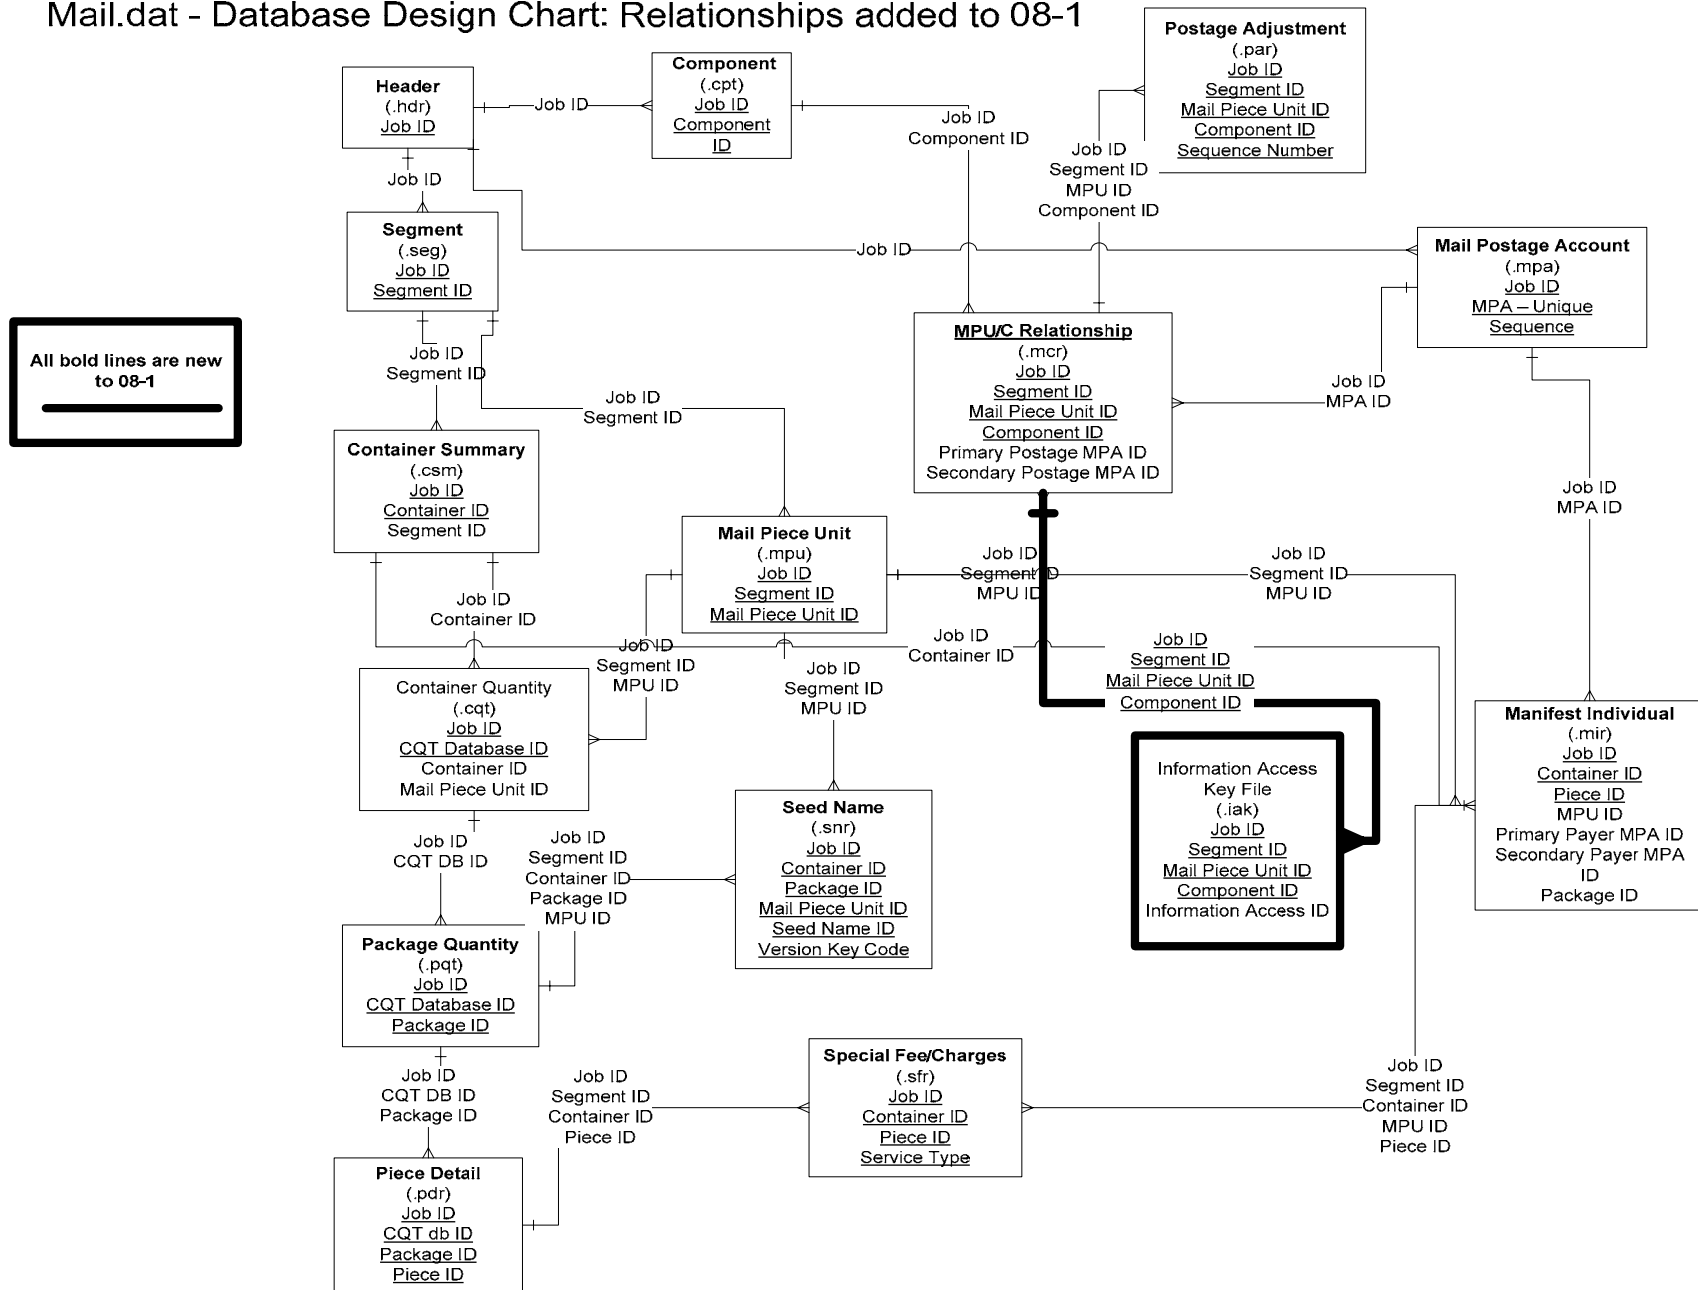 Mail.dat - Database Design Chart: Relationships added to 08-1
Header
(.hdr)
Job ID
Job ID
Component
(.cpt)
Job ID
Component
ID
Job ID
Component ID
Postage Adjustment
(.par)
Job ID
Segment ID
Mail Piece Unit ID
Component ID
Sequence Number
Job ID
Segment ID
MPU ID
Component ID
Job ID
Segment
(.seg)
Job ID
Segment ID
Job ID
Mail Postage Account
(.mpa)
Job ID
MPA – Unique
Sequence
All bold lines are new
to 08-1
Job ID
Segment ID
Job ID
Segment ID
MPU/C Relationship
(.mcr)
Job ID
Segment ID
Mail Piece Unit ID
Component ID
Primary Postage MPA ID
Secondary Postage MPA ID
Job ID
MPA ID
Container Summary
(.csm)
Job ID
Container ID
Segment ID
Job ID
MPA ID
Mail Piece Unit
(.mpu)
Job ID
Segment ID
Mail Piece Unit ID
Job ID
Segment ID
MPU ID
Job ID
Segment ID
MPU ID
Job ID
Container ID
Job ID
Segment ID
MPU ID
Job ID
Container ID
Job ID
Segment ID
Mail Piece Unit ID
Component ID
Job ID
Segment ID
MPU ID
Container Quantity
(.cqt)
Job ID
CQT Database ID
Container ID
Mail Piece Unit ID
Manifest Individual
(.mir)
Job ID
Container ID
Piece ID
MPU ID
Primary Payer MPA ID
Secondary Payer MPA
ID
Package ID
Information Access
Key File
(.iak)
Job ID
Segment ID
Mail Piece Unit ID
Component ID
Information Access ID
Seed Name
(.snr)
Job ID
Container ID
Package ID
Mail Piece Unit ID
Seed Name ID
Version Key Code
Job ID
CQT DB ID
Job ID
Segment ID
Container ID
Package ID
MPU ID
Package Quantity
(.pqt)
Job ID
CQT Database ID
Package ID
Job ID
CQT DB ID
Package ID
Job ID
Segment ID
Container ID
Piece ID
Special Fee/Charges
(.sfr)
Job ID
Container ID
Piece ID
Service Type
Job ID
Segment ID
Container ID
MPU ID
Piece ID
Piece Detail
(.pdr)
Job ID
CQT db ID
Package ID
Piece ID